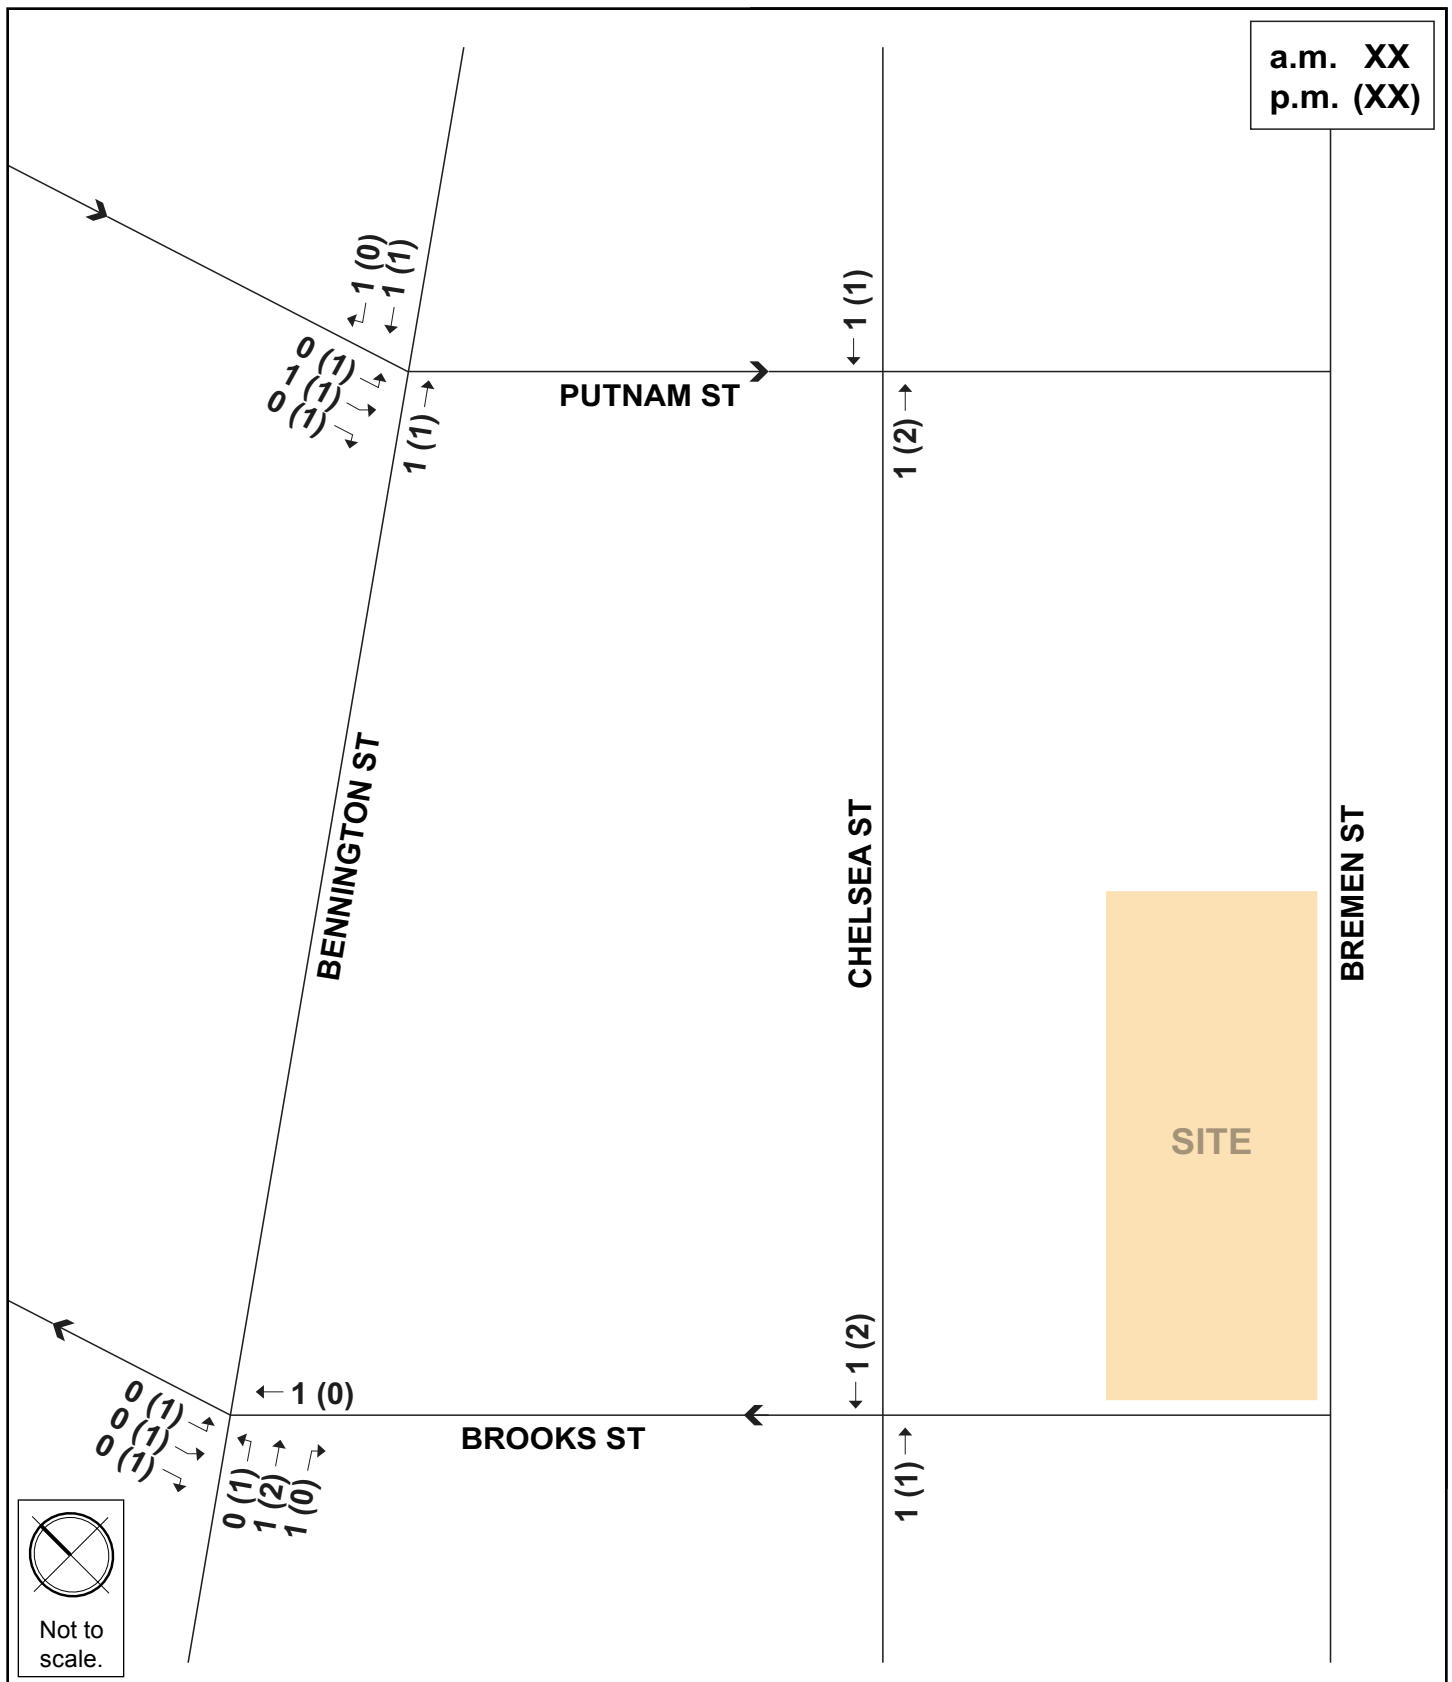 a.m. XX
p.m. (XX)
1 (0)
1 (1)
0 (1)
1 (1)
0 (1)
1 (1)
PUTNAM ST
1 (1)
1 (2)
BENNINGTON ST
CHELSEA ST
BREMEN ST
SITE
1 (2)
1 (0)
BROOKS ST
0 (1)
0 (1)
0 (1)
0 (1)
1 (2)
1 (0)
1 (1)
Not to
scale.